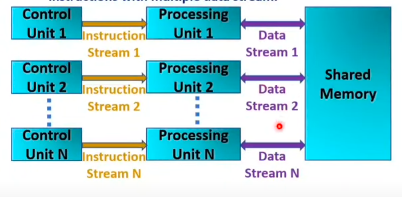 instructions with multiple data stream.
Control
Unit 1
Instruction
Stream 1
Processing
Unit 1
Data
Stream 1
Control
Unit 2
Instruction
Stream 2
Processing
Unit 2
Data
Stream 2
Shared
Memory
Control
Unit N
Instruction
Stream N
Processing
Unit N
Data
Stream N